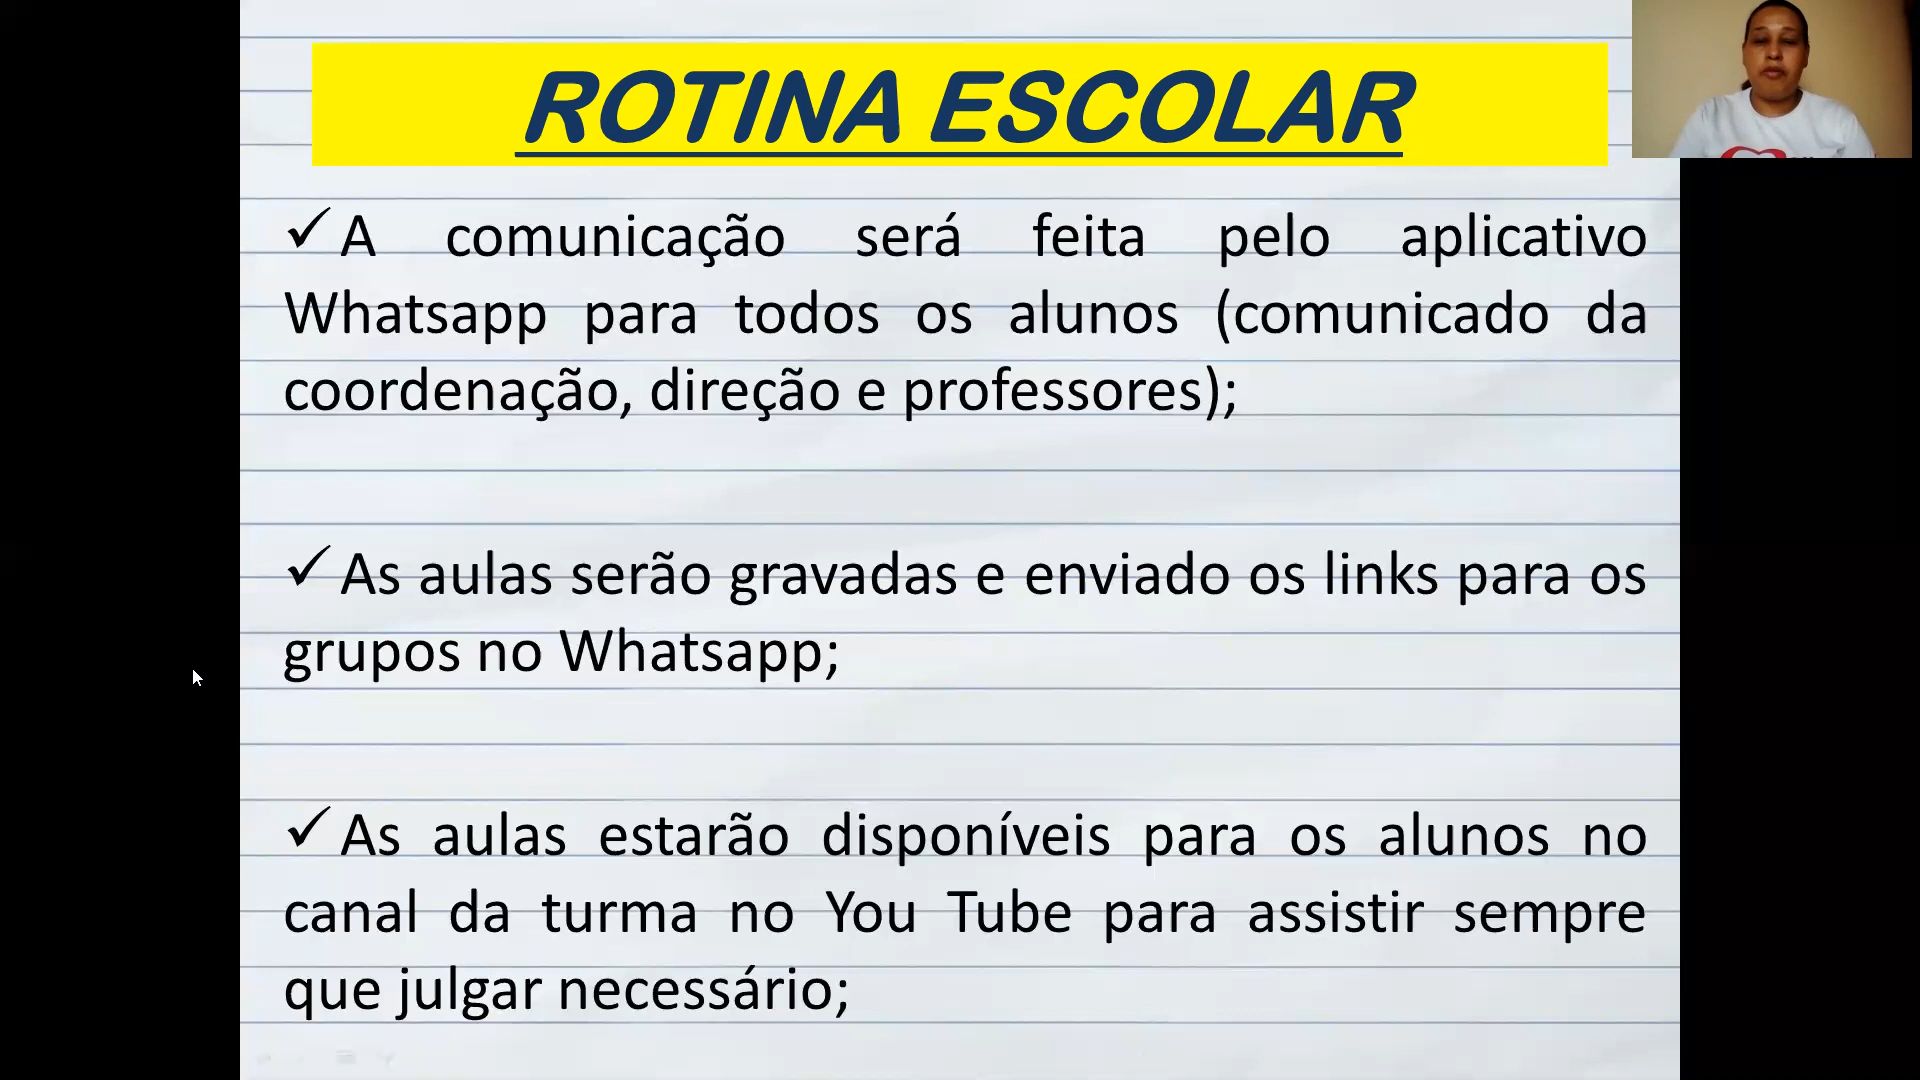 ROTINA ESCOLAR
✓A comunicação será feita pelo aplicativo
Whatsapp para todos os alunos (comunicado da
coordenação, direção e professores);
✓As aulas serão gravadas e enviado os links para os
grupos no Whatsapp;
✓As aulas estarão disponíveis para os alunos no
canal da turma no You Tube para assistir sempre
que julgar necessário;